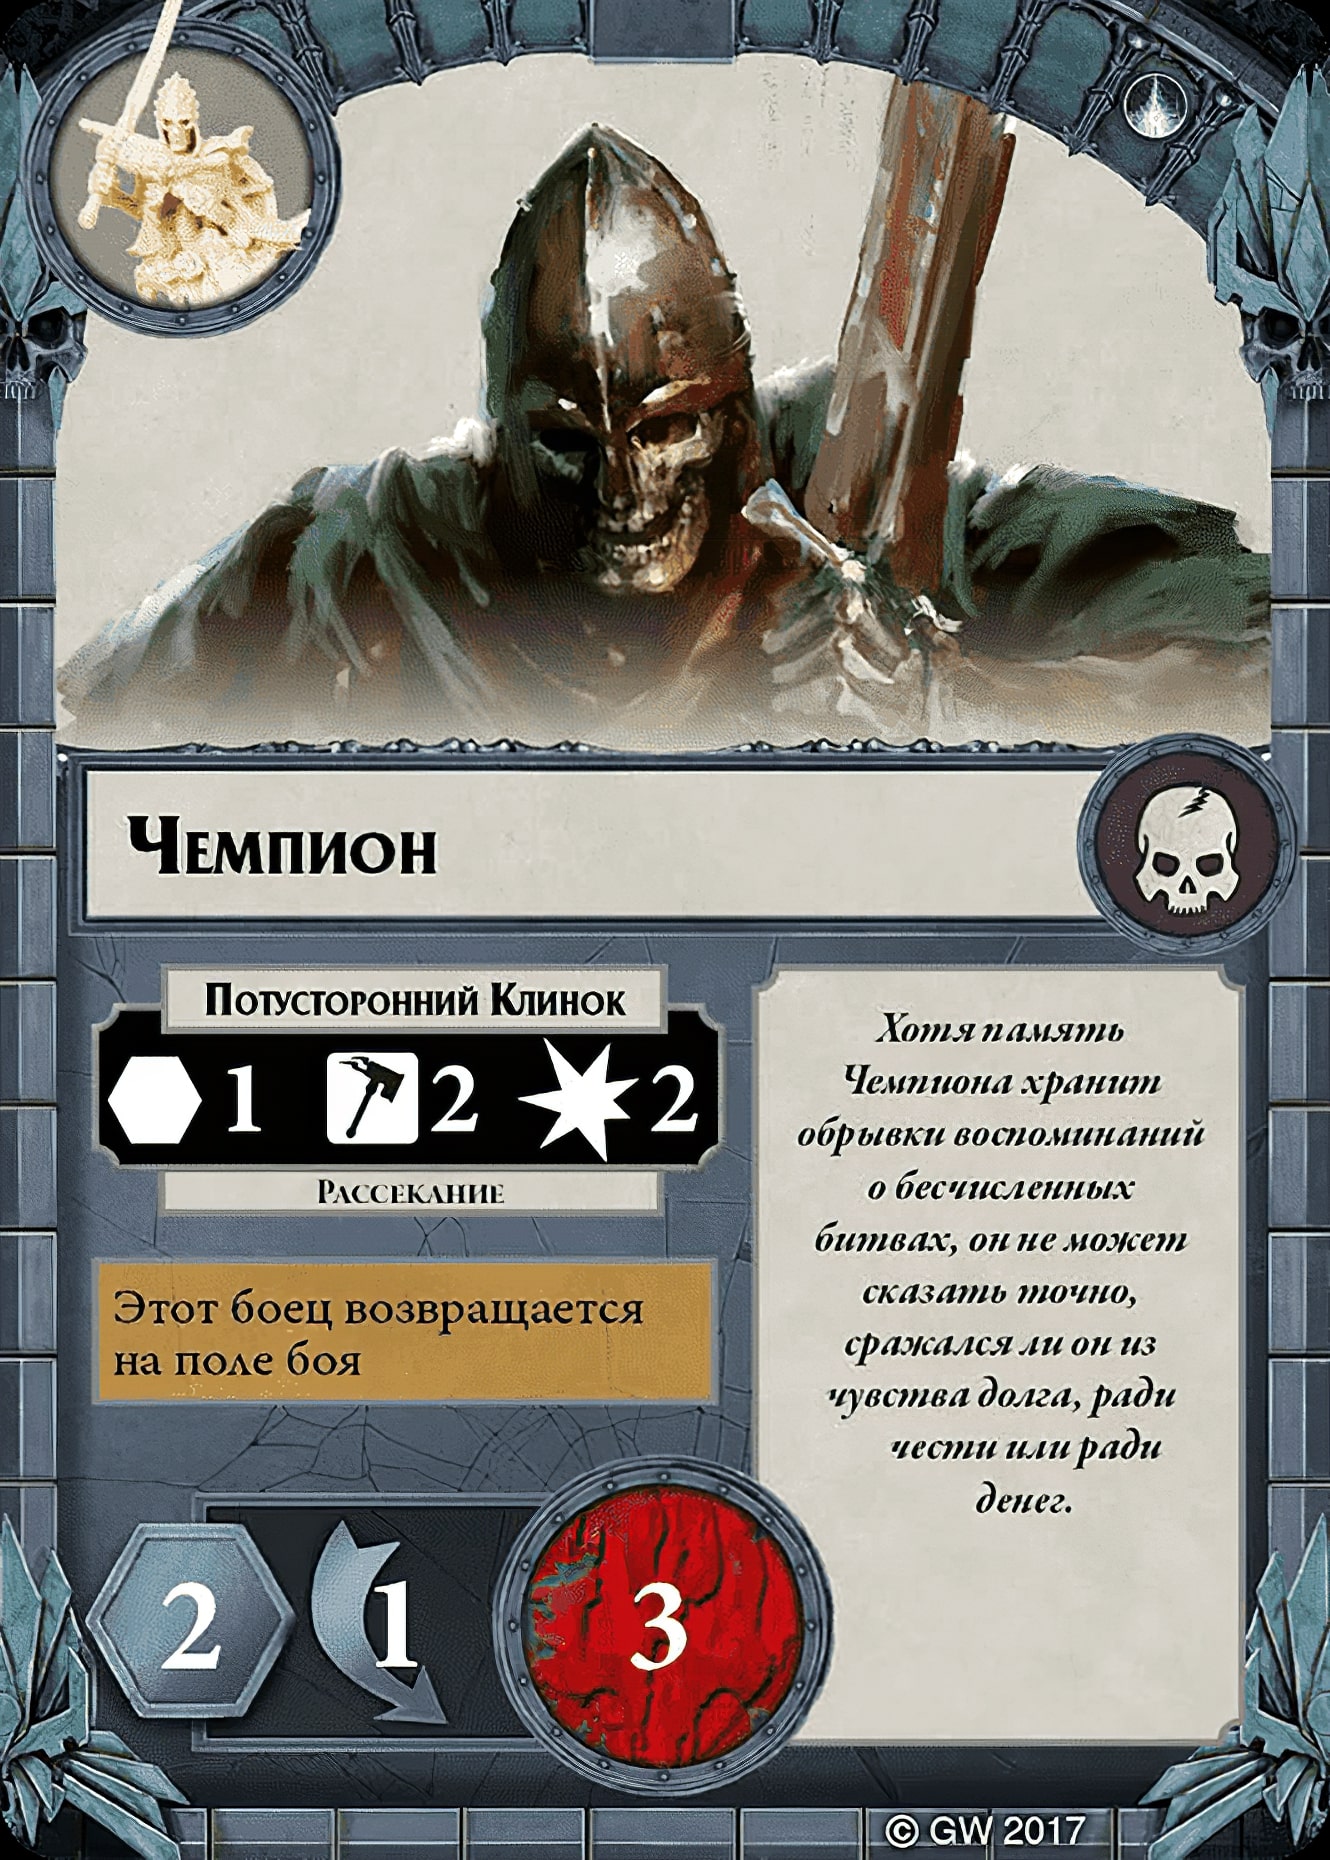 Чемпион
Потусторонний Клинок
1 2 2
Рассекание
Этот боец возвращается
на поле боя
2 1 3
Хотя память
Чемпиона хранит
обрывки воспоминаний
о бесчисленных
битвах, он не может
сказать точно,
сражался ли он из
чувства долга, ради
чести или ради
денег.
© GW 2017